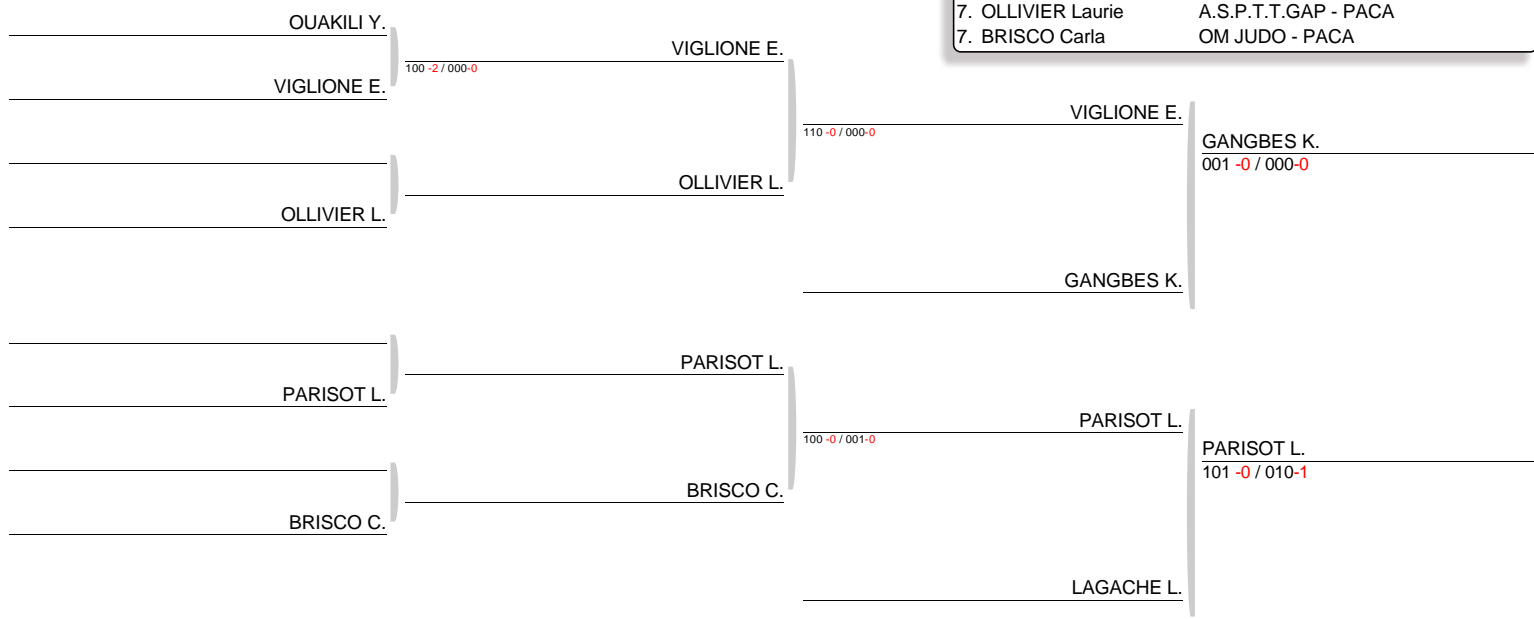 7. OLLIVIER Laurie A.S.P.T.T.GAP - PACA
7. BRISCO Carla OM JUDO - PACA
OUAKILI Y.
VIGLIONE E.
100 -2 / 000-0
VIGLIONE E.
OLLIVIER L.
OLLIVIER L.
110 -0 / 000-0
VIGLIONE E.
GANGBES K.
GANGBES K.
001 -0 / 000-0
PARISOT L.
PARISOT L.
BRISCO C.
BRISCO C.
100 -0 / 001-0
PARISOT L.
LAGACHE L.
PARISOT L.
101 -0 / 010-1